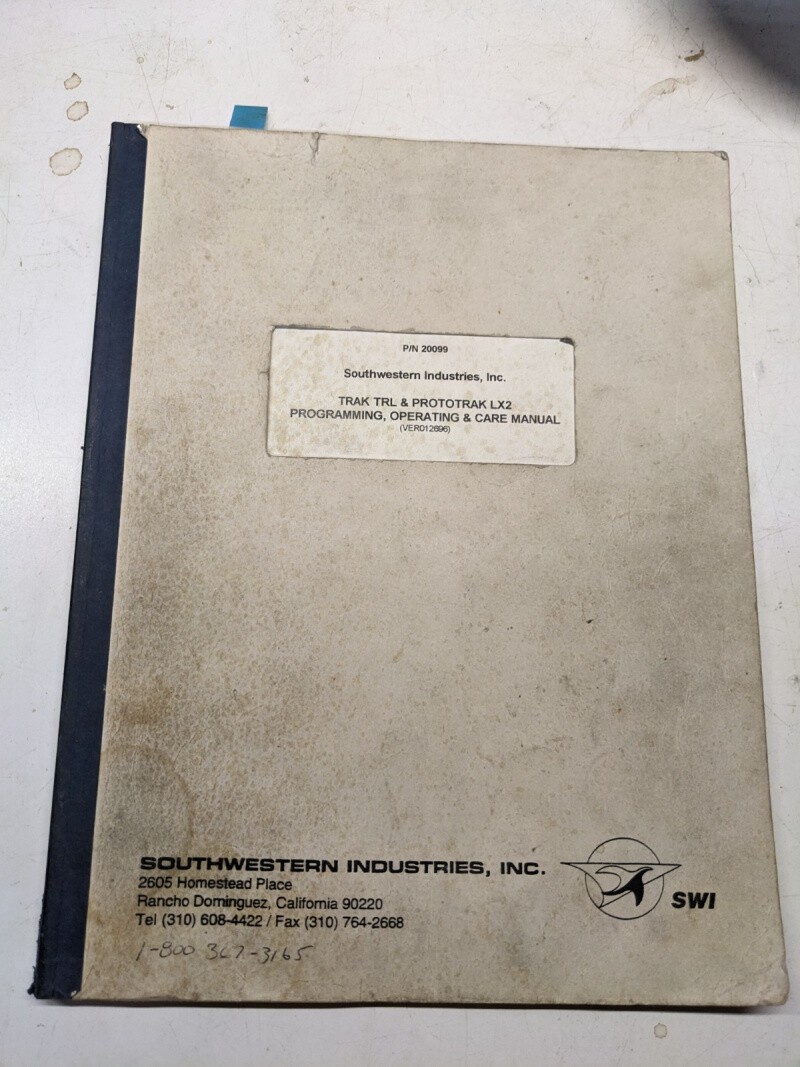 P/N 20099
Southwestern Industries, Inc.
TRAK TRL & PROTOTRAK LX2
PROGRAMMING, OPERATING & CARE MANUAL
(VER012696)
SOUTHWESTERN INDUSTRIES, INC.
2605 Homestead Place
Rancho Dominguez, California 90220
Tel (310) 608-4422 / Fax (310) 764-2668
SWI
1-800 367-3165